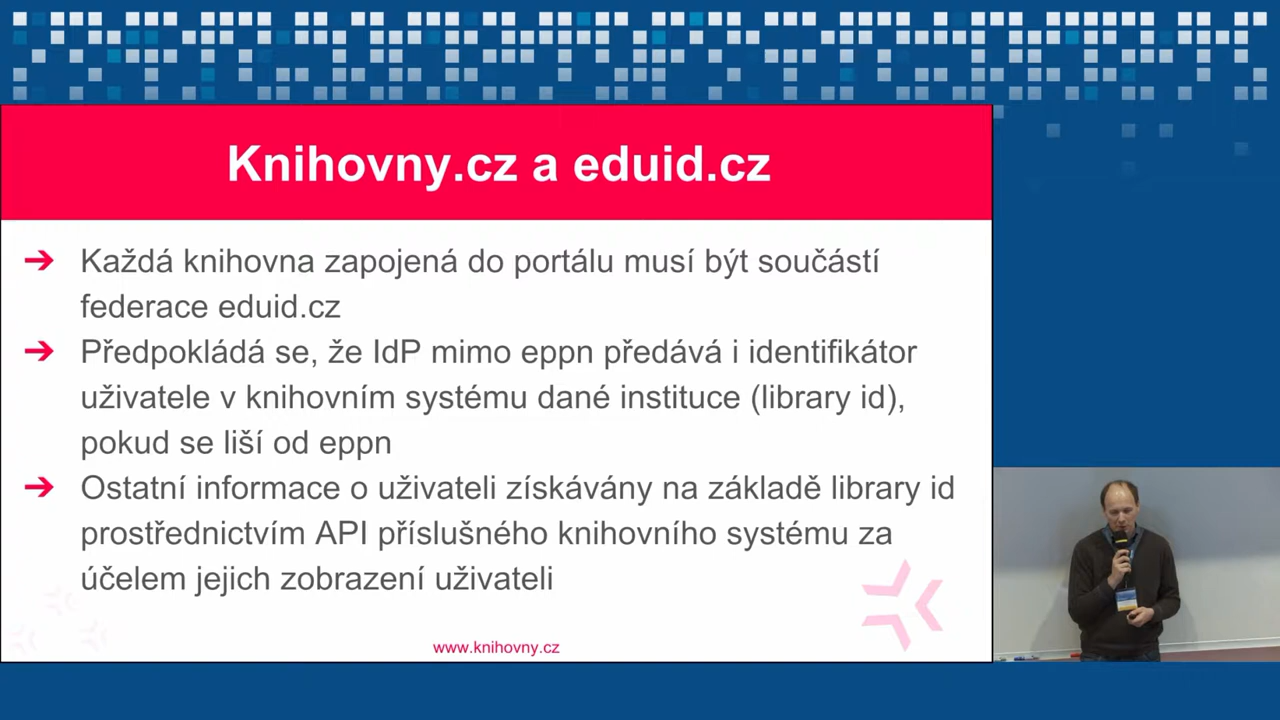 Knihovny.cz a eduid.cz
➔ Každá knihovna zapojená do portálu musí být součástí
federace eduid.cz
➔ Předpokládá se, že IdP mimo eppn předává i identifikátor
uživatele v knihovním systému dané instituce (library id),
pokud se liší od eppn
➔ Ostatní informace o uživateli získávány na základě library id
prostřednictvím API příslušného knihovního systému za
účelem jejich zobrazení uživateli
www.knihovny.cz